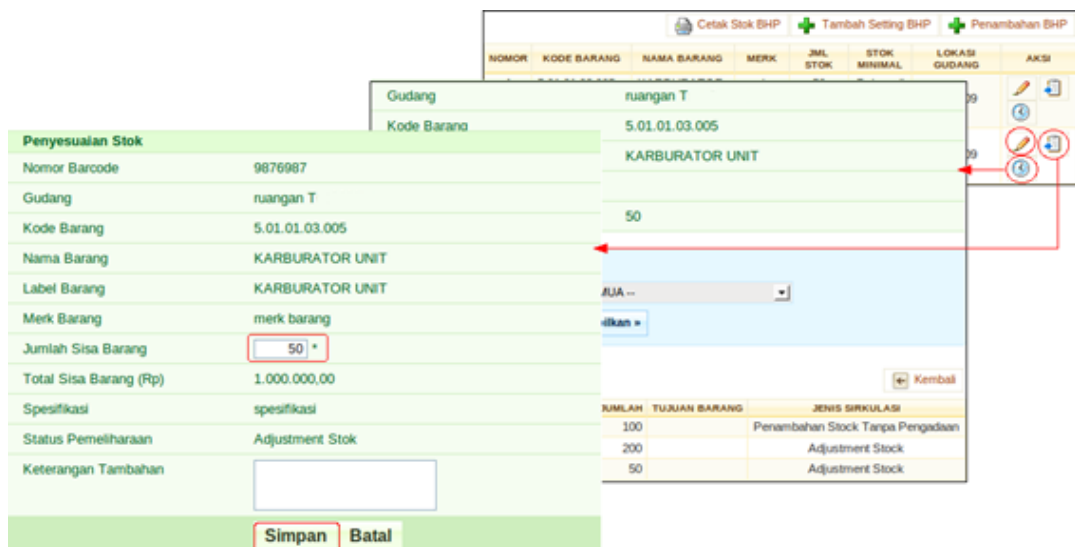 Cetak Stok BHP Tambah Setting BHP Penambahan BHP
NOMOR KODE BARANG NAMA BARANG MERK JML STOK STOK MINIMAL LOKASI GUDANG AKSI
09
09
Gudang ruangan T
Kode Barang 5.01.01.03.005
KARBURATOR UNIT
50
MUA --
ilkan »
Kembali
JUMLAH TUJUAN BARANG JENIS SIRKULASI
100 Penambahan Stock Tanpa Pengadaan
200 Adjustment Stock
50 Adjustment Stock
Penyesuaian Stok
Nomor Barcode 9876987
Gudang ruangan T
Kode Barang 5.01.01.03.005
Nama Barang KARBURATOR UNIT
Label Barang KARBURATOR UNIT
Merk Barang merk barang
Jumlah Sisa Barang 50 *
Total Sisa Barang (Rp) 1.000.000,00
Spesifikasi spesifikasi
Status Pemeliharaan Adjustment Stok
Keterangan Tambahan
Simpan Batal